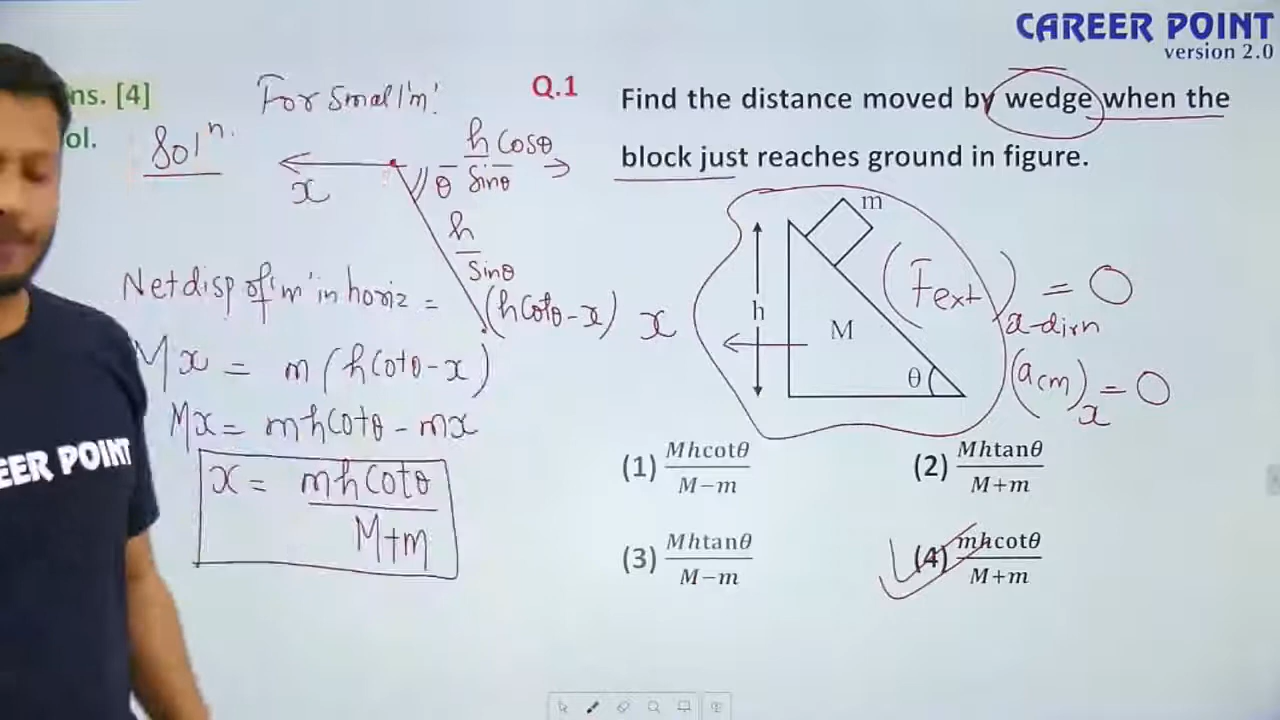 CAREER POINT
version 2.0
ns. [4]
ol.
Solⁿ.
For small 'm'
x
θ
h cosθ
sinθ
h
sinθ
Net disp of 'm' in horiz = (h cotθ - x)
x
Mx = m (h cotθ - x)
Mx = mh cotθ - mx
x = mh cotθ
M+m
EER POINT
Q.1 Find the distance moved by wedge when the
block just reaches ground in figure.
m
h
M
θ
(Fext)x-dirn = 0
(acm)x = 0
(1) Mhcotθ / M−m
(2) Mhtanθ / M+m
(3) Mhtanθ / M−m
(4) mhcotθ / M+m